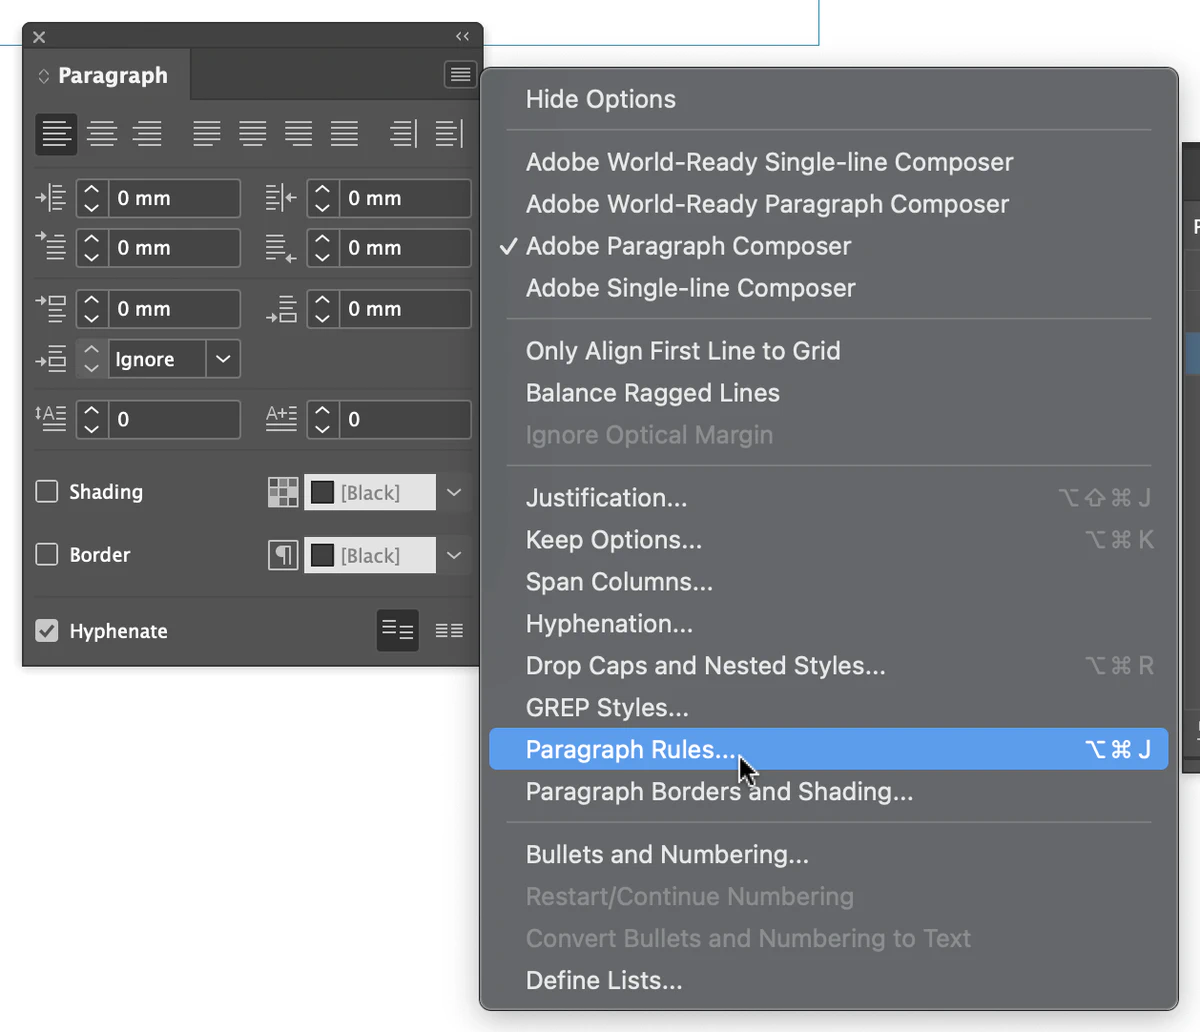 Paragraph
0 mm 0 mm
0 mm 0 mm
0 mm 0 mm
Ignore
0 0
Shading [Black]
Border [Black]
Hyphenate
Hide Options
Adobe World-Ready Single-line Composer
Adobe World-Ready Paragraph Composer
✓ Adobe Paragraph Composer
Adobe Single-line Composer
Only Align First Line to Grid
Balance Ragged Lines
Ignore Optical Margin
Justification... ⌥⇧⌘J
Keep Options... ⌥⌘K
Span Columns...
Hyphenation...
Drop Caps and Nested Styles... ⌥⌘R
GREP Styles...
Paragraph Rules... ⌥⌘J
Paragraph Borders and Shading...
Bullets and Numbering...
Restart/Continue Numbering
Convert Bullets and Numbering to Text
Define Lists...